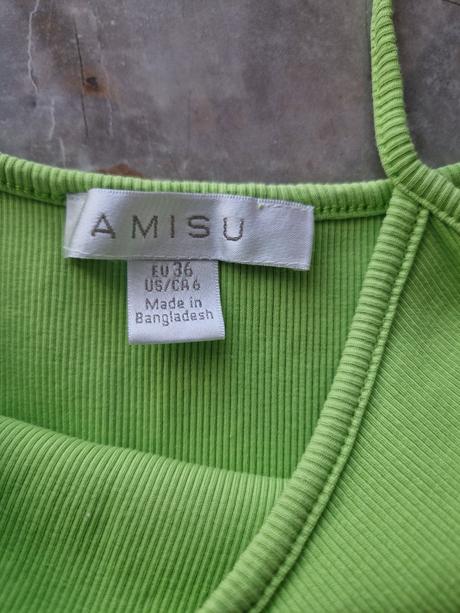 AMISU
EU 36
US/CA 6
Made in
Bangladesh